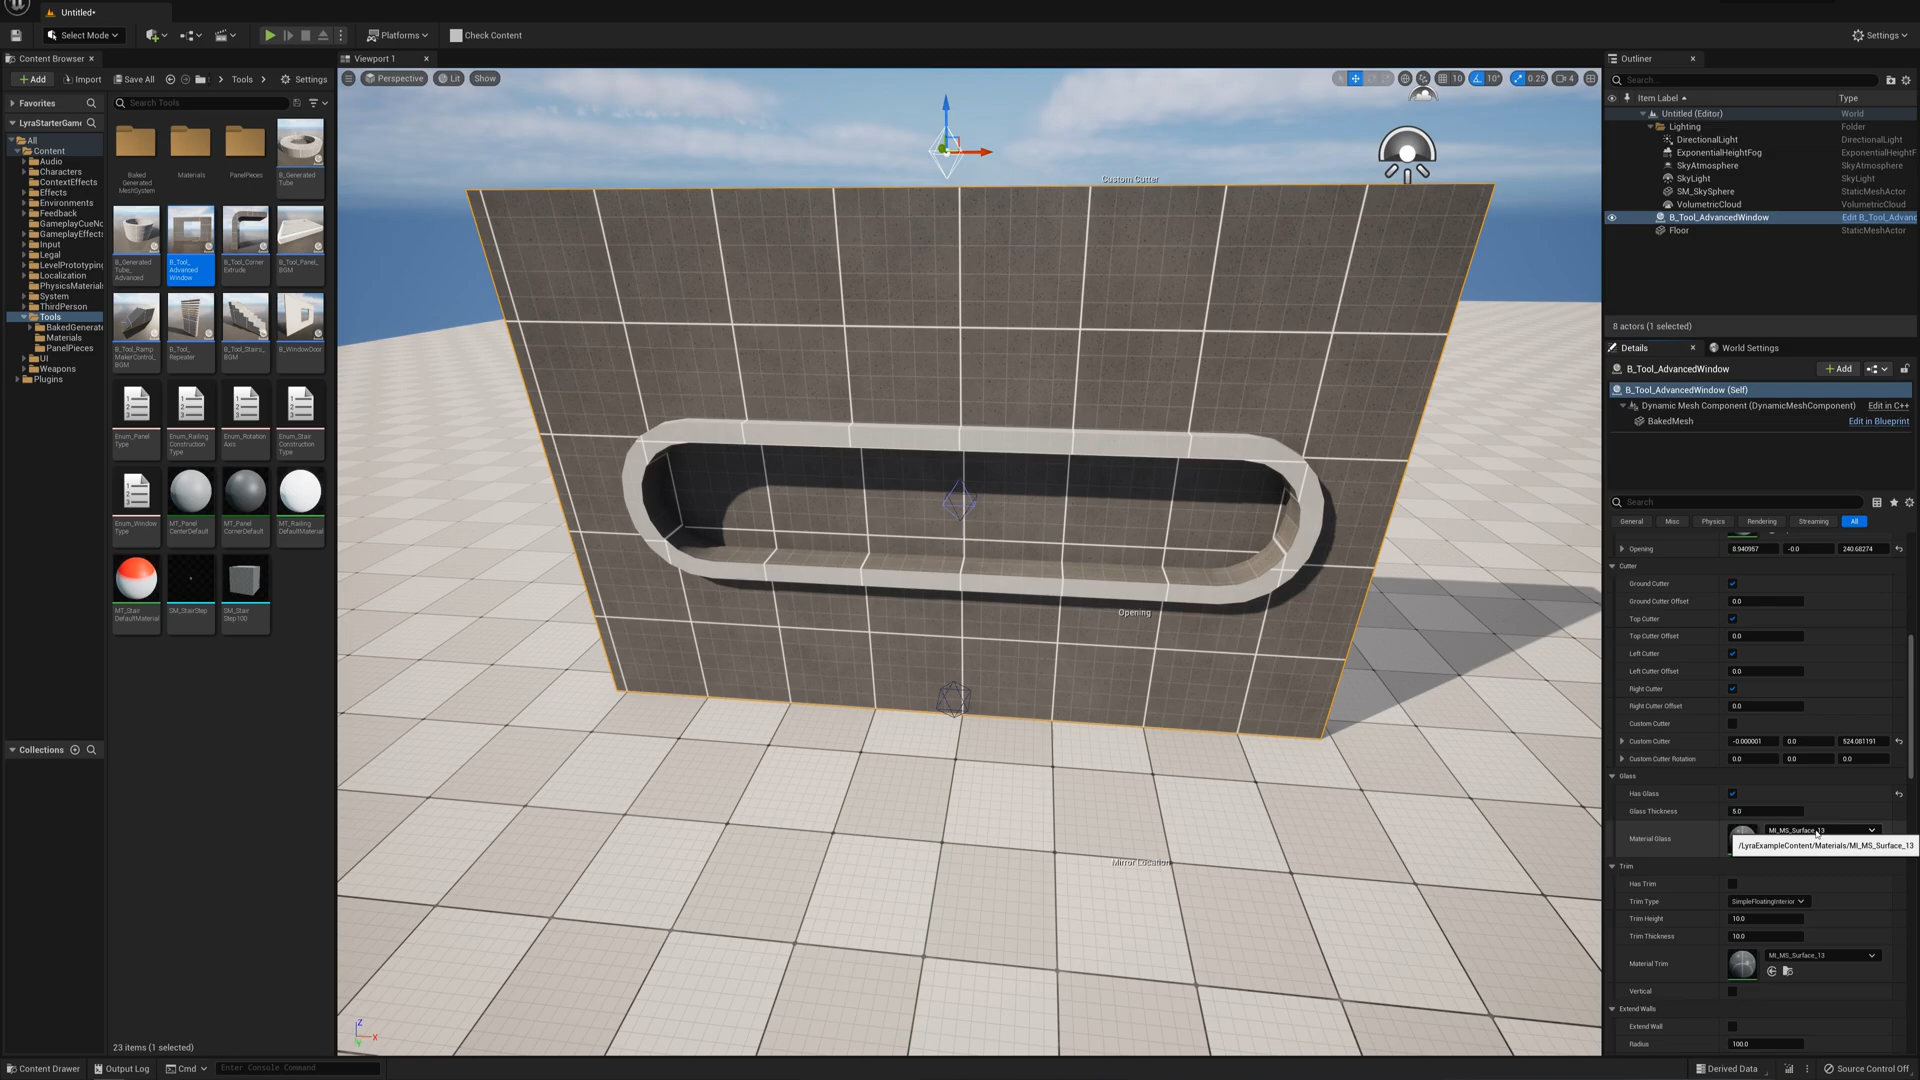 Untitled•
Select Mode
Platforms
Check Content
Settings
Content Browser
Add
Import
Save All
Tools
Settings
Favorites
Search Tools
LyraStarterGam
All
Content
Audio
Characters
ContextEffects
Effects
Environments
Feedback
GameplayCueNo
GameplayEffects
Input
Legal
LevelPrototyping
Localization
PhysicsMaterial
System
ThirdPerson
Tools
BakedGenerate
Materials
PanelPieces
UI
Weapons
Plugins
Collections
Baked
Generated
MeshSystem
Materials
PanelPieces
B_Generated
Tube
B_Generated
Tube_
Advanced
B_Tool_
Advanced
Window
B_Tool_Corner
Extrude
B_Tool_Panel_
BGM
B_Tool_Ramp
MakerControl_
BGM
B_Tool_
Repeater
B_Tool_Stairs_
BGM
B_WindowDoor
Enum_Panel
Type
Enum_Railing
Construction
Type
Enum_Rotation
Axis
Enum_Stair
Construction
Type
Enum_Window
Type
MT_Panel
CenterDefault
MT_Panel
CornerDefault
MT_Railing
DefaultMaterial
MT_Stair
DefaultMaterial
SM_StairStep
SM_Stair
Step100
23 items (1 selected)
Viewport 1
Perspective
Lit
Show
10
10°
0.25
4
Custom Cutter
Opening
Mirror Location
Z
X
Y
Outliner
Search...
Item Label
Type
Untitled (Editor)
World
Lighting
Folder
DirectionalLight
DirectionalLight
ExponentialHeightFog
ExponentialHeightF
SkyAtmosphere
SkyAtmosphere
SkyLight
SkyLight
SM_SkySphere
StaticMeshActor
VolumetricCloud
VolumetricCloud
B_Tool_AdvancedWindow
Edit B_Tool_Advanc
Floor
StaticMeshActor
8 actors (1 selected)
Details
World Settings
B_Tool_AdvancedWindow
Add
B_Tool_AdvancedWindow (Self)
Dynamic Mesh Component (DynamicMeshComponent)
Edit in C++
BakedMesh
Edit in Blueprint
Search
General
Misc
Physics
Rendering
Streaming
All
Opening
8.940957
-0.0
240.68274
Cutter
Ground Cutter
Ground Cutter Offset
0.0
Top Cutter
Top Cutter Offset
0.0
Left Cutter
Left Cutter Offset
0.0
Right Cutter
Right Cutter Offset
0.0
Custom Cutter
Custom Cutter
-0.000001
0.0
524.081191
Custom Cutter Rotation
0.0
0.0
0.0
Glass
Has Glass
Glass Thickness
5.0
Material Glass
MI_MS_Surface_13
/LyraExampleContent/Materials/MI_MS_Surface_13
Trim
Has Trim
Trim Type
SimpleFloatingInterior
Trim Height
10.0
Trim Thickness
10.0
Material Trim
MI_MS_Surface_13
Vertical
Extend Walls
Extend Wall
Radius
100.0
Content Drawer
Output Log
Cmd
Enter Console Command
Derived Data
Source Control Off